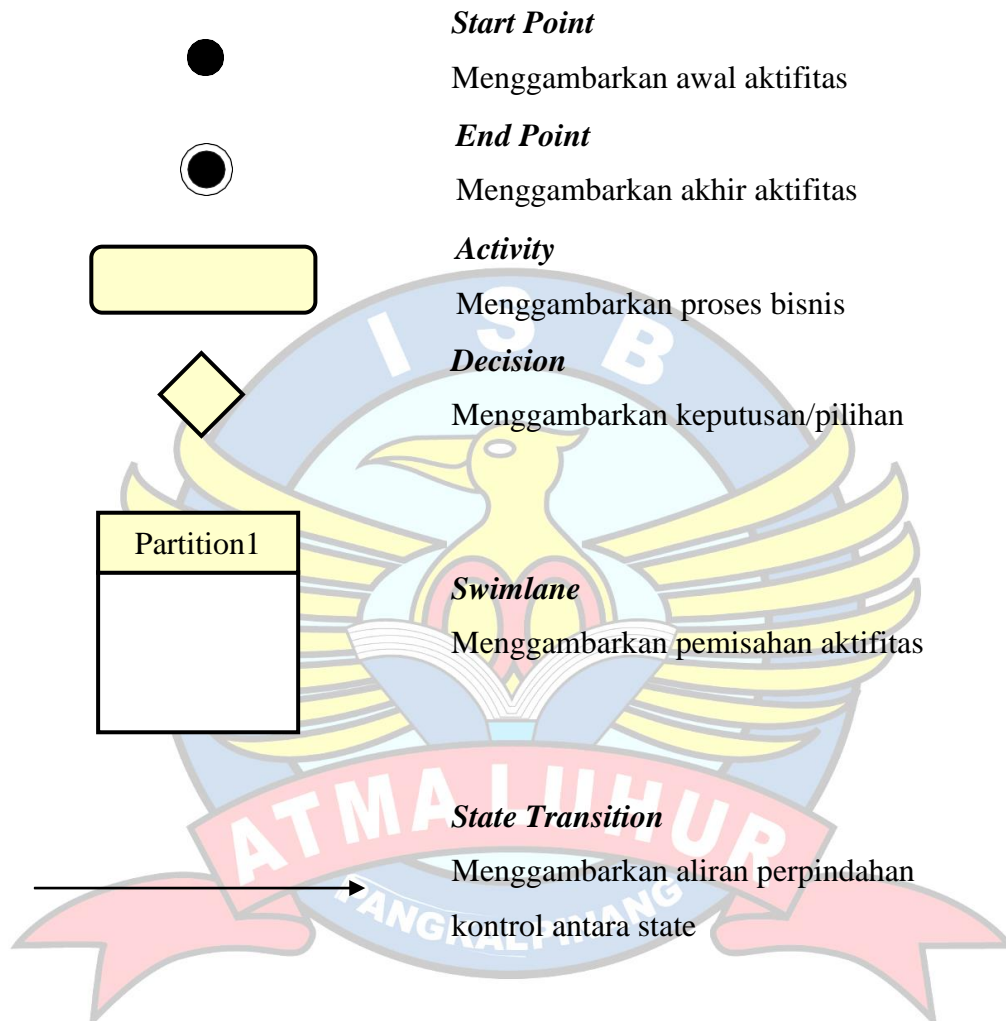 Start Point
Menggambarkan awal aktifitas
End Point
Menggambarkan akhir aktifitas
Activity
Menggambarkan proses bisnis
I S B
Decision
Menggambarkan keputusan/pilihan
Partition1
Swimlane
Menggambarkan pemisahan aktifitas
ATMA LUHUR
State Transition
Menggambarkan aliran perpindahan
kontrol antara state
PANGKALPINANG